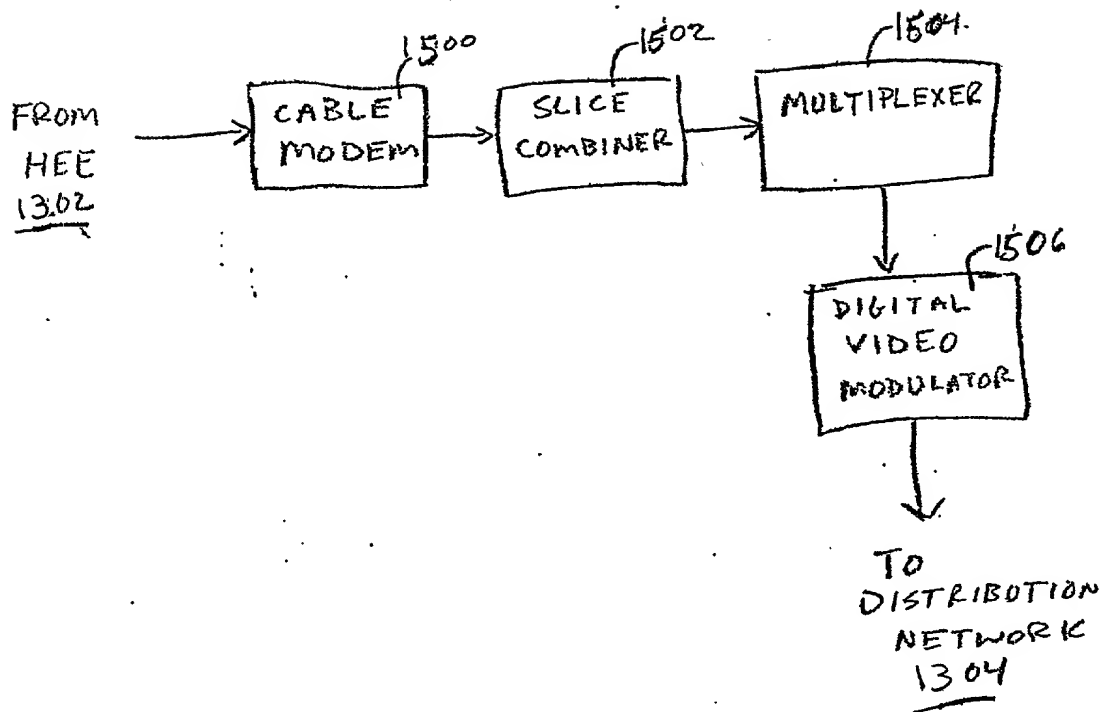 FROM
HEE
1302
1500
CABLE
MODEM
1502
SLICE
COMBINER
1504
MULTIPLEXER
1506
DIGITAL
VIDEO
MODULATOR
TO
DISTRIBUTION
NETWORK
1304